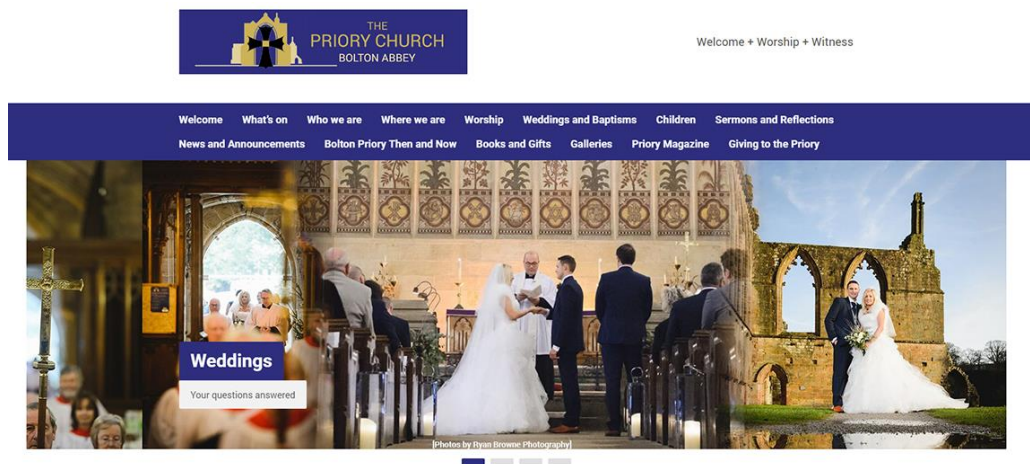 THE
PRIORY CHURCH
BOLTON ABBEY
Welcome + Worship + Witness
Welcome What's on Who we are Where we are Worship Weddings and Baptisms Children Sermons and Reflections
News and Announcements Bolton Priory Then and Now Books and Gifts Galleries Priory Magazine Giving to the Priory
Weddings
Your questions answered
[Photos by Ryan Browne Photography]